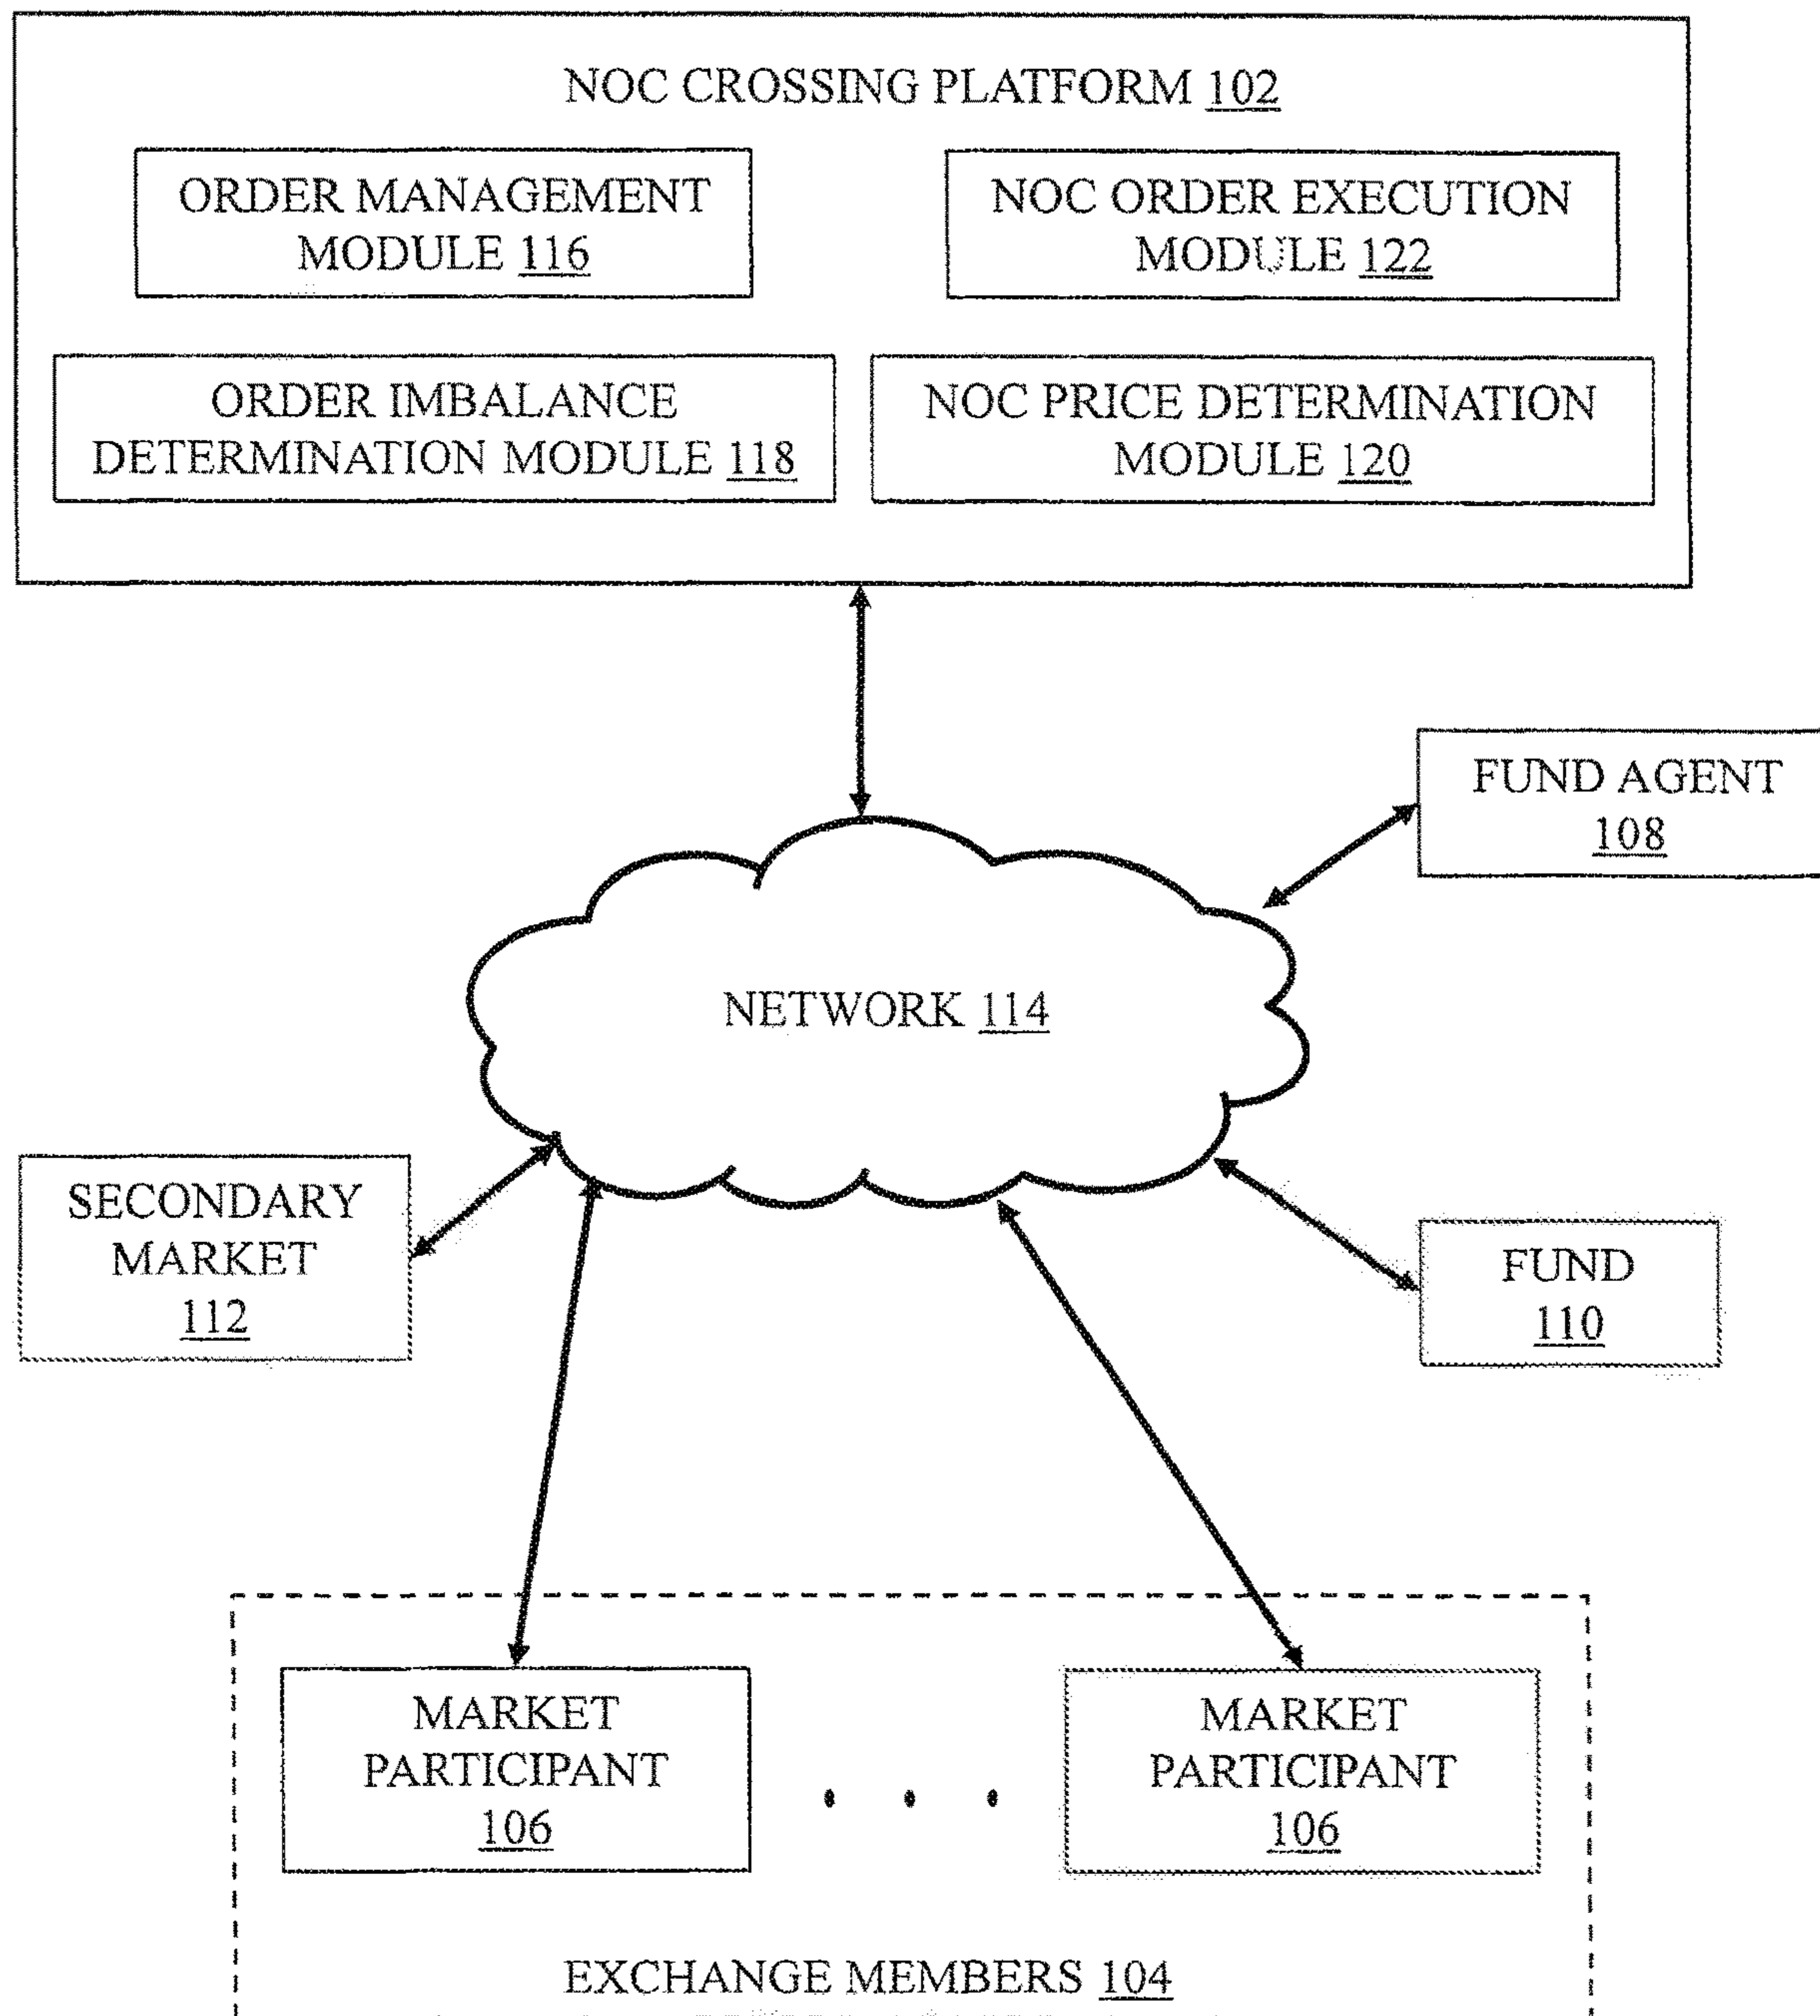 NOC CROSSING PLATFORM 102
ORDER MANAGEMENT
MODULE 116
NOC ORDER EXECUTION
MODULE 122
ORDER IMBALANCE
DETERMINATION MODULE 118
NOC PRICE DETERMINATION
MODULE 120
FUND AGENT
108
NETWORK 114
SECONDARY
MARKET
112
FUND
110
MARKET
PARTICIPANT
106
MARKET
PARTICIPANT
106
EXCHANGE MEMBERS 104